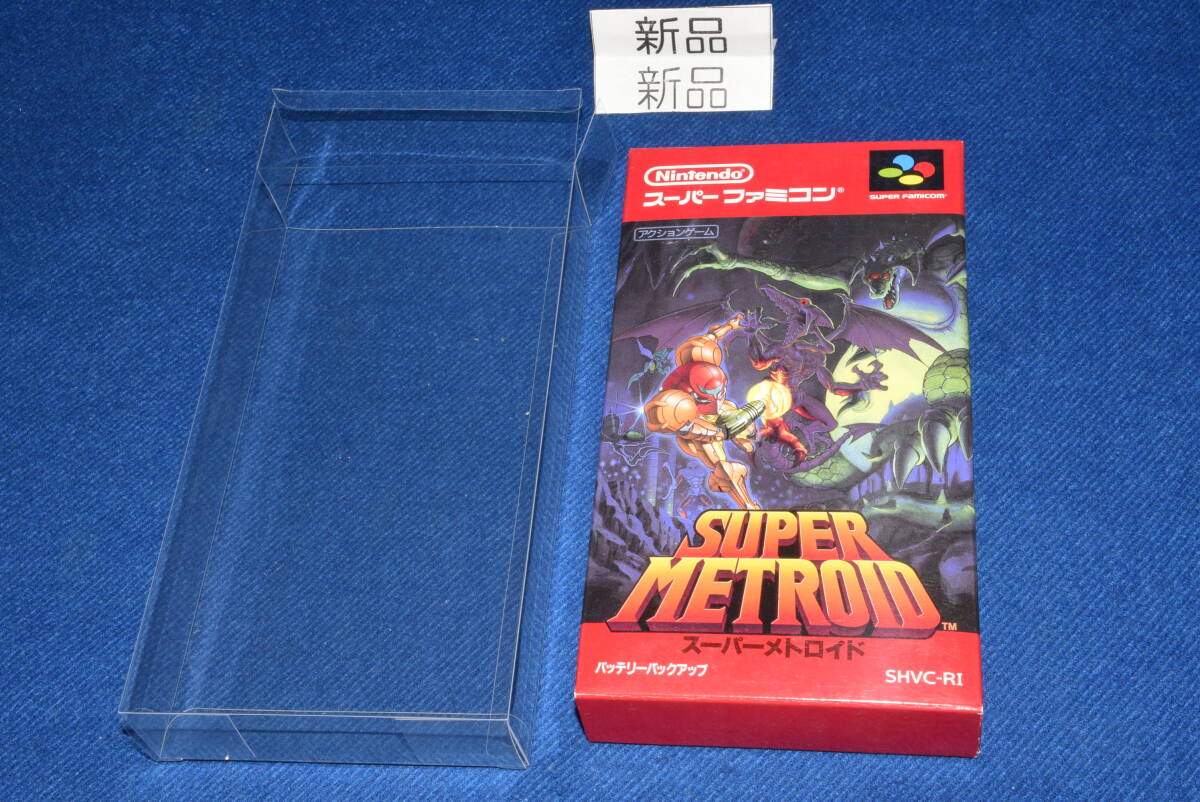 新品
新品
Nintendo®
スーパーファミコン®
SUPER FAMICOM®
アクションゲーム
SUPER
METROID™
スーパーメトロイド
バッテリーバックアップ
SHVC-RI